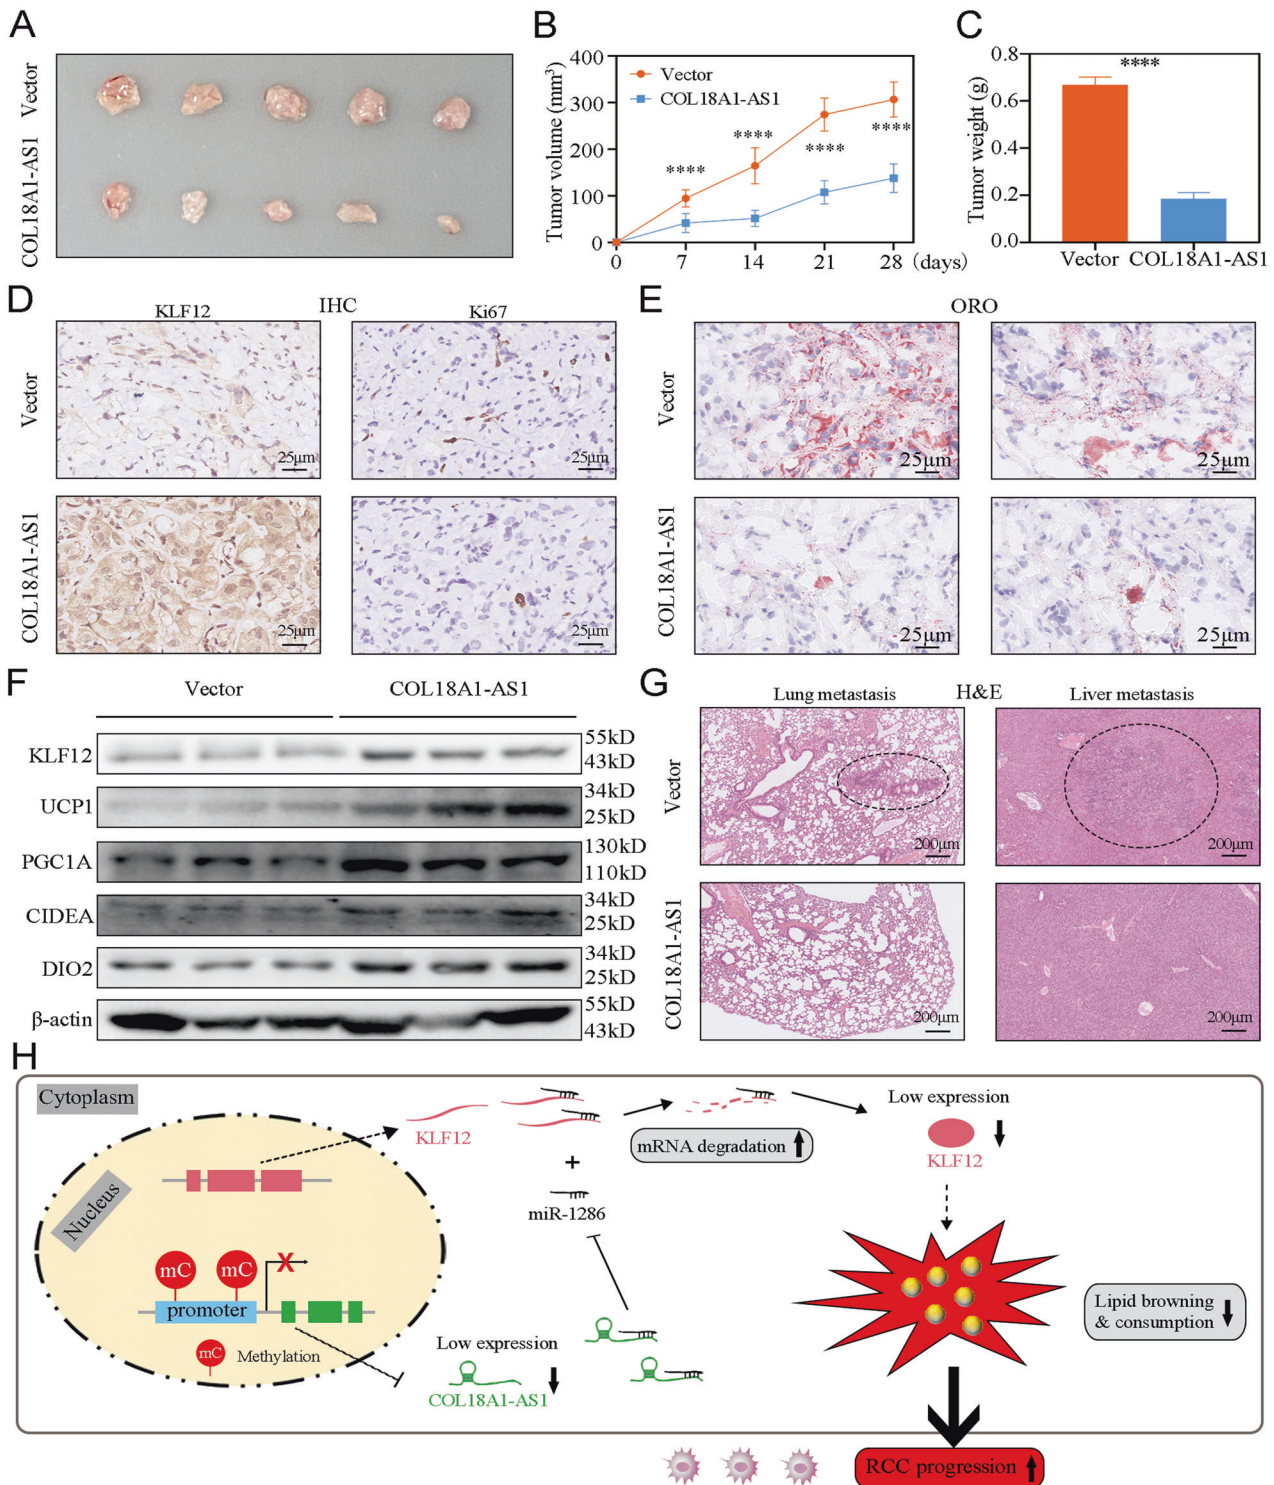 A
Vector
COL18A1-AS1
B
Tumor volume (mm³)
400
300
200
100
0
Vector
COL18A1-AS1
****
****
****
****
0 7 14 21 28 (days)
C
Tumor weight (g)
0.8
0.6
0.4
0.2
0.0
****
Vector COL18A1-AS1
D
IHC
KLF12 Ki67
Vector
25μm
25μm
COL18A1-AS1
25μm
25μm
E
ORO
Vector
25μm
25μm
COL18A1-AS1
25μm
25μm
F
Vector COL18A1-AS1
KLF12 55kD
43kD
UCP1 34kD
25kD
PGC1A 130kD
110kD
CIDEA 34kD
25kD
DIO2 34kD
25kD
β-actin 55kD
43kD
G
H&E
Lung metastasis Liver metastasis
Vector
200μm
200μm
COL18A1-AS1
200μm
200μm
H
Cytoplasm
Nucleus
KLF12
mRNA degradation
Low expression
KLF12
+
miR-1286
mC mC
X
promoter
mC Methylation
Low expression
COL18A1-AS1
Lipid browning
& consumption
RCC progression